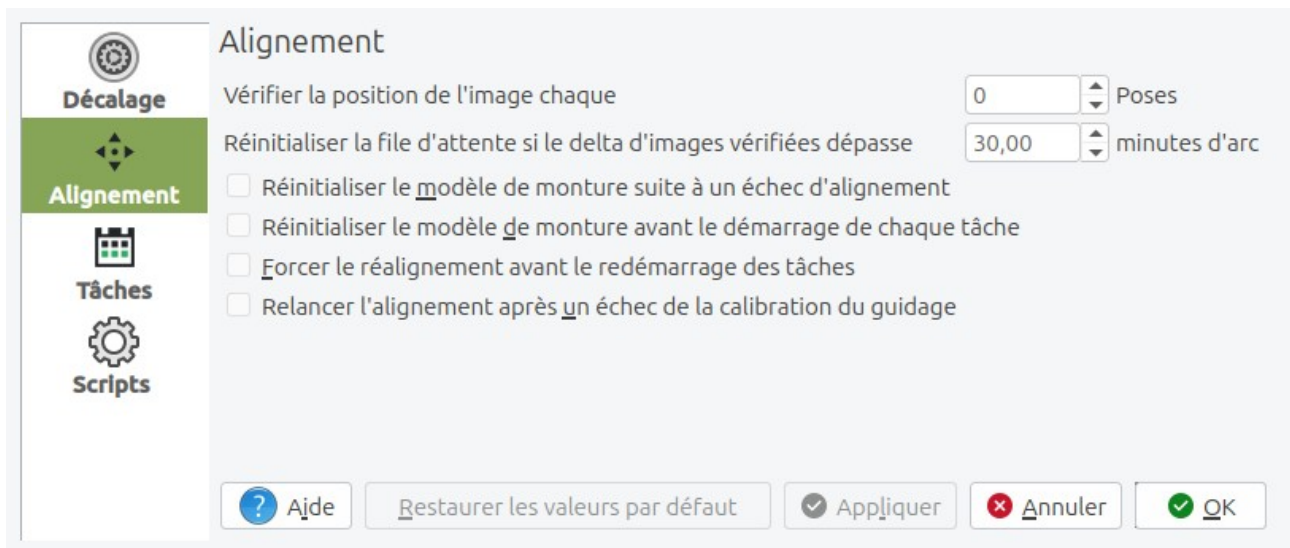 Décalage
Alignement
Tâches
Scripts
Alignement
Vérifier la position de l'image chaque 0 Poses
Réinitialiser la file d'attente si le delta d'images vérifiées dépasse 30,00 minutes d'arc
Réinitialiser le modèle de monture suite à un échec d'alignement
Réinitialiser le modèle de monture avant le démarrage de chaque tâche
Forcer le réalignement avant le redémarrage des tâches
Relancer l'alignement après un échec de la calibration du guidage
? Aide Restaurer les valeurs par défaut Appliquer Annuler OK